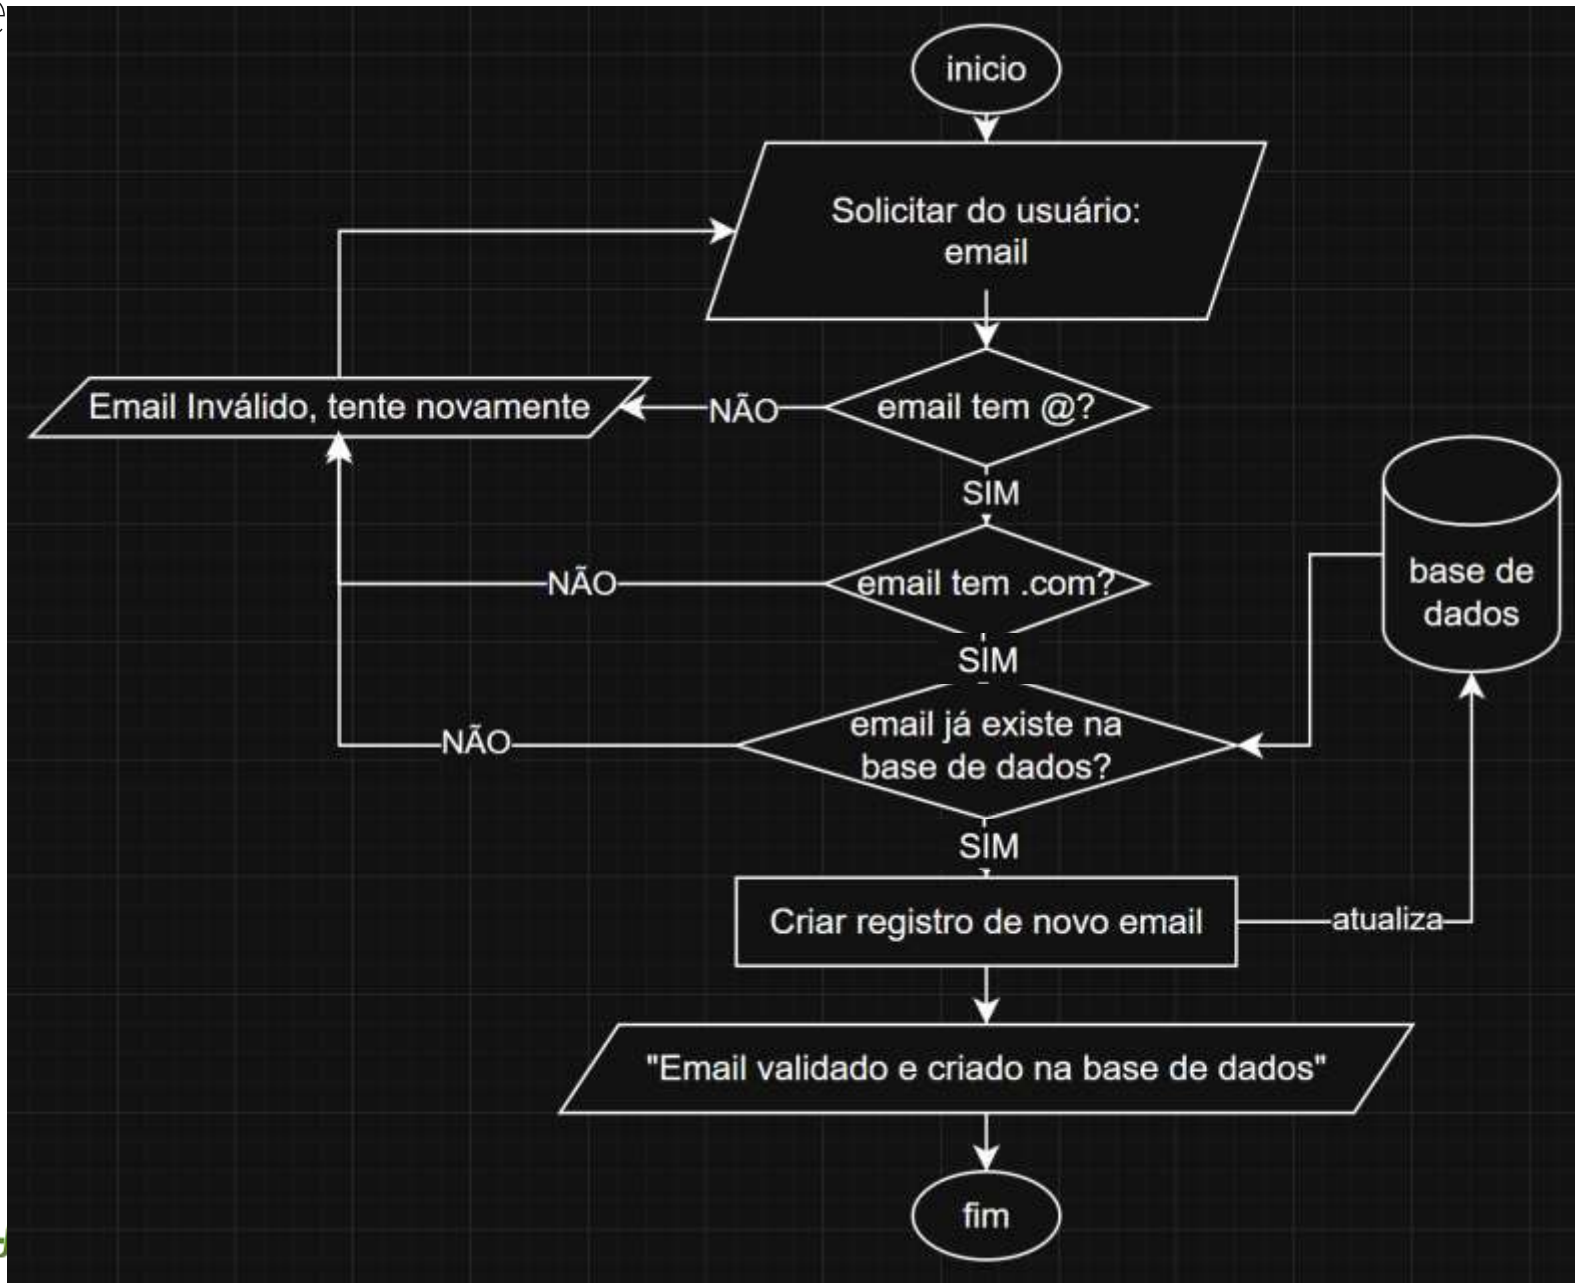 inicio
Solicitar do usuário:
email
Email Inválido, tente novamente
NÃO
email tem @?
SIM
NÃO
email tem .com?
base de
dados
SIM
NÃO
email já existe na
base de dados?
SIM
Criar registro de novo email
atualiza
"Email validado e criado na base de dados"
fim